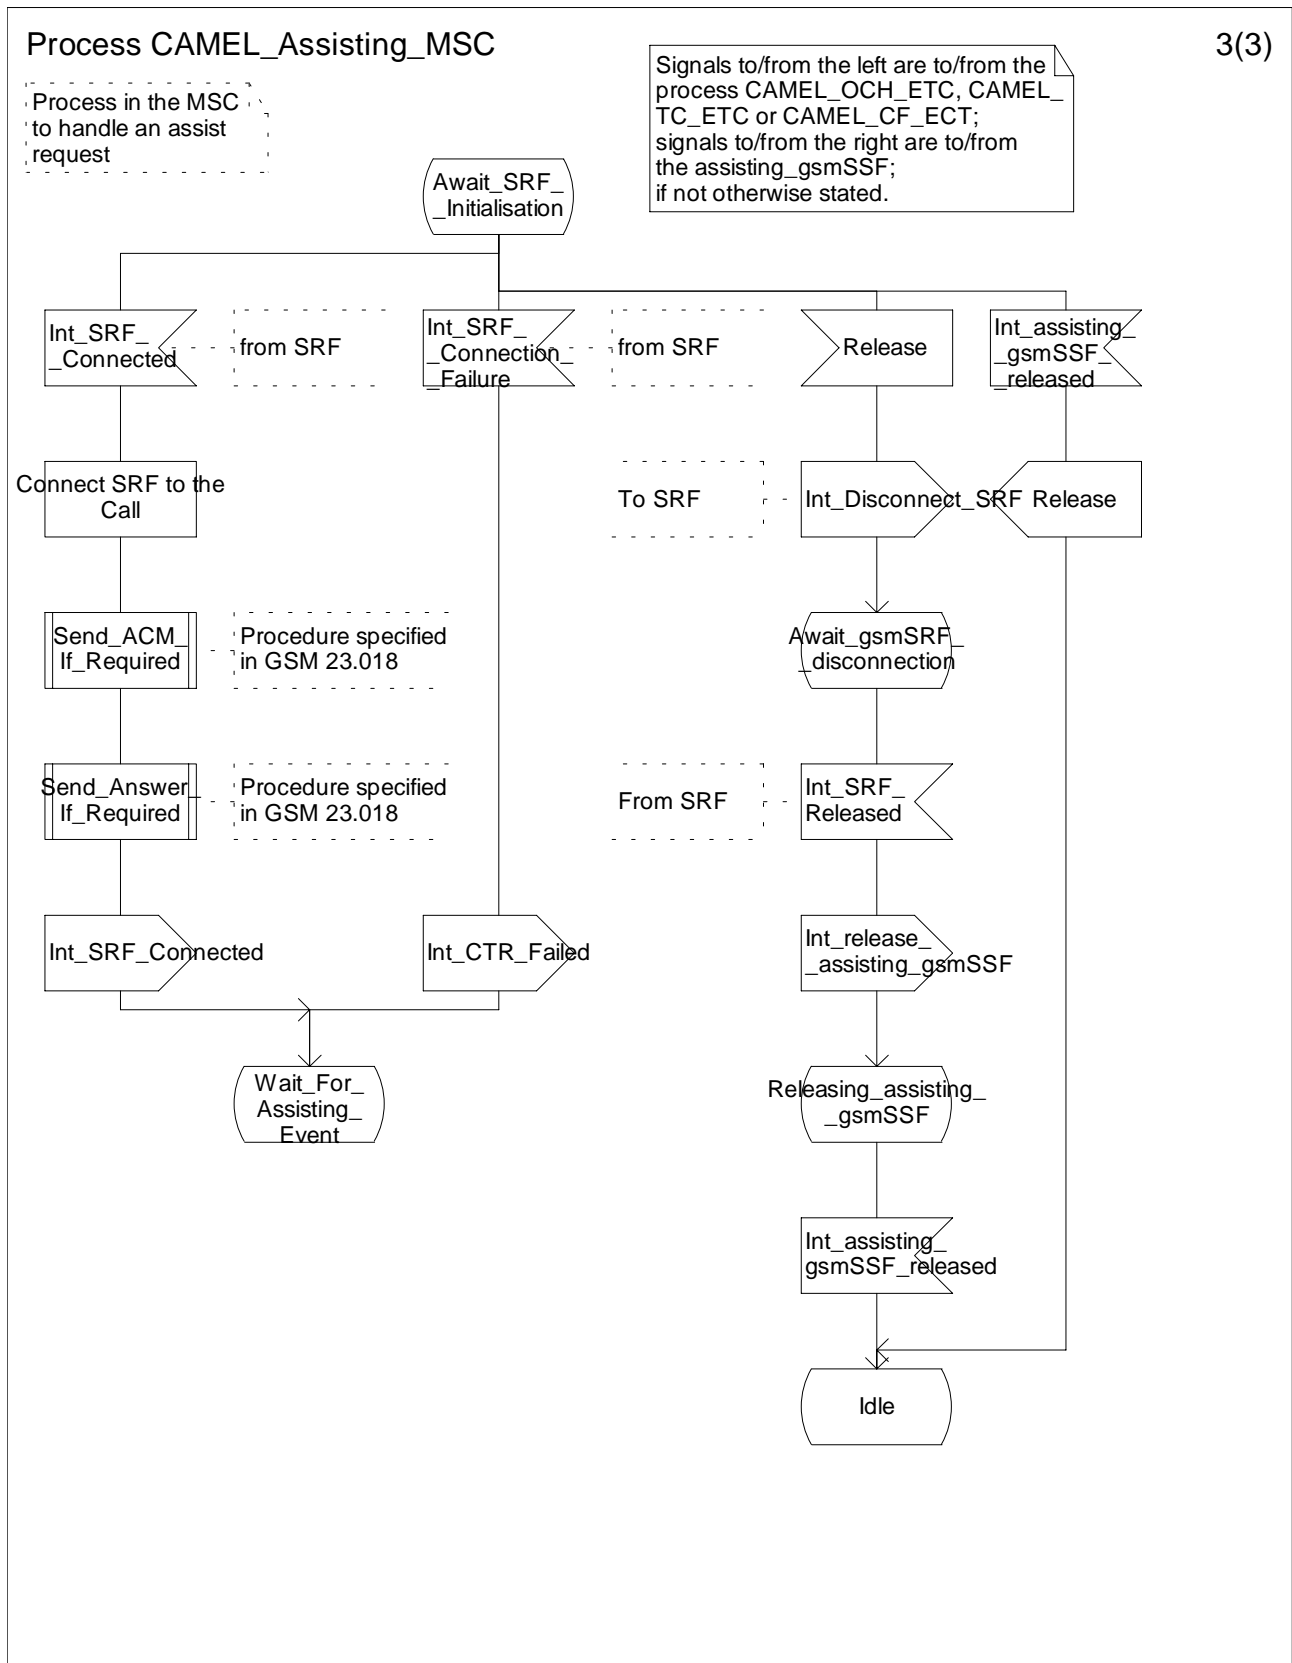 Process CAMEL_Assisting_MSC
3(3)
Process in the MSC
to handle an assist
request
Signals to/from the left are to/from the
process CAMEL_OCH_ETC, CAMEL_
TC_ETC or CAMEL_CF_ECT;
signals to/from the right are to/from
the assisting_gsmSSF;
if not otherwise stated.
Await_SRF_
_Initialisation
Int_SRF_
_Connected
from SRF
Int_SRF_
_Connection_
_Failure
from SRF
Release
Int_assisting_
_gsmSSF_
_released
Connect SRF to the
Call
To SRF
Int_Disconnect_SRF
Release
Send_ACM_
If_Required
Procedure specified
in GSM 23.018
Await_gsmSRF_
_disconnection
Send_Answer_
If_Required
Procedure specified
in GSM 23.018
From SRF
Int_SRF_
Released
Int_SRF_Connected
Int_CTR_Failed
Int_release_
_assisting_gsmSSF
Wait_For_
Assisting_
Event
Releasing_assisting_
_gsmSSF
Int_assisting_
gsmSSF_released
Idle